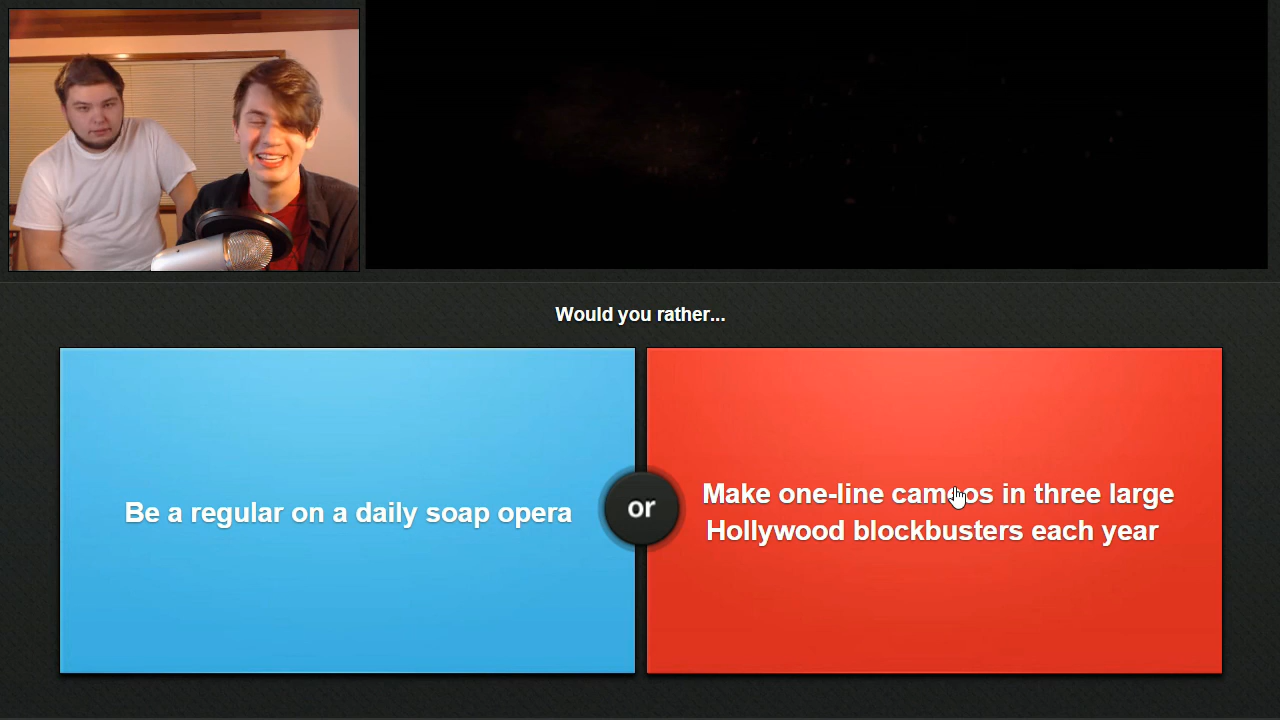 Would you rather...
Be a regular on a daily soap opera
or
Make one-line cameos in three large
Hollywood blockbusters each year